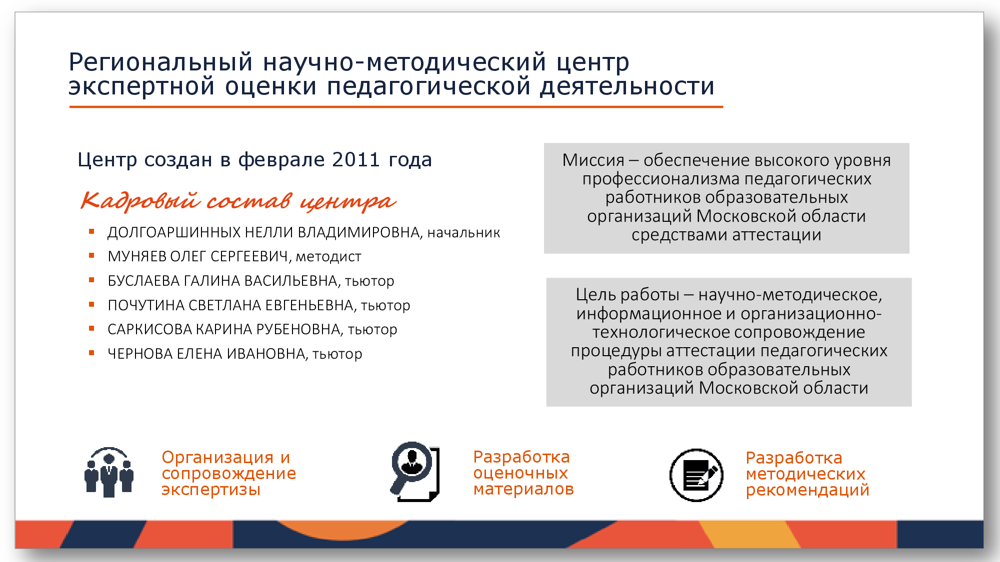 Региональный научно-методический центр
экспертной оценки педагогической деятельности
Центр создан в феврале 2011 года
Кадровый состав центра
ДОЛГОАРШИННЫХ НЕЛЛИ ВЛАДИМИРОВНА, начальник
МУНЯЕВ ОЛЕГ СЕРГЕЕВИЧ, методист
БУСЛАЕВА ГАЛИНА ВАСИЛЬЕВНА, тьютор
ПОЧУТИНА СВЕТЛАНА ЕВГЕНЬЕВНА, тьютор
САРКИСОВА КАРИНА РУБЕНОВНА, тьютор
ЧЕРНОВА ЕЛЕНА ИВАНОВНА, тьютор
Миссия – обеспечение высокого уровня
профессионализма педагогических
работников образовательных
организаций Московской области
средствами аттестации
Цель работы – научно-методическое,
информационное и организационно-
технологическое сопровождение
процедуры аттестации педагогических
работников образовательных
организаций Московской области
Организация и
сопровождение
экспертизы
Разработка
оценочных
материалов
Разработка
методических
рекомендаций